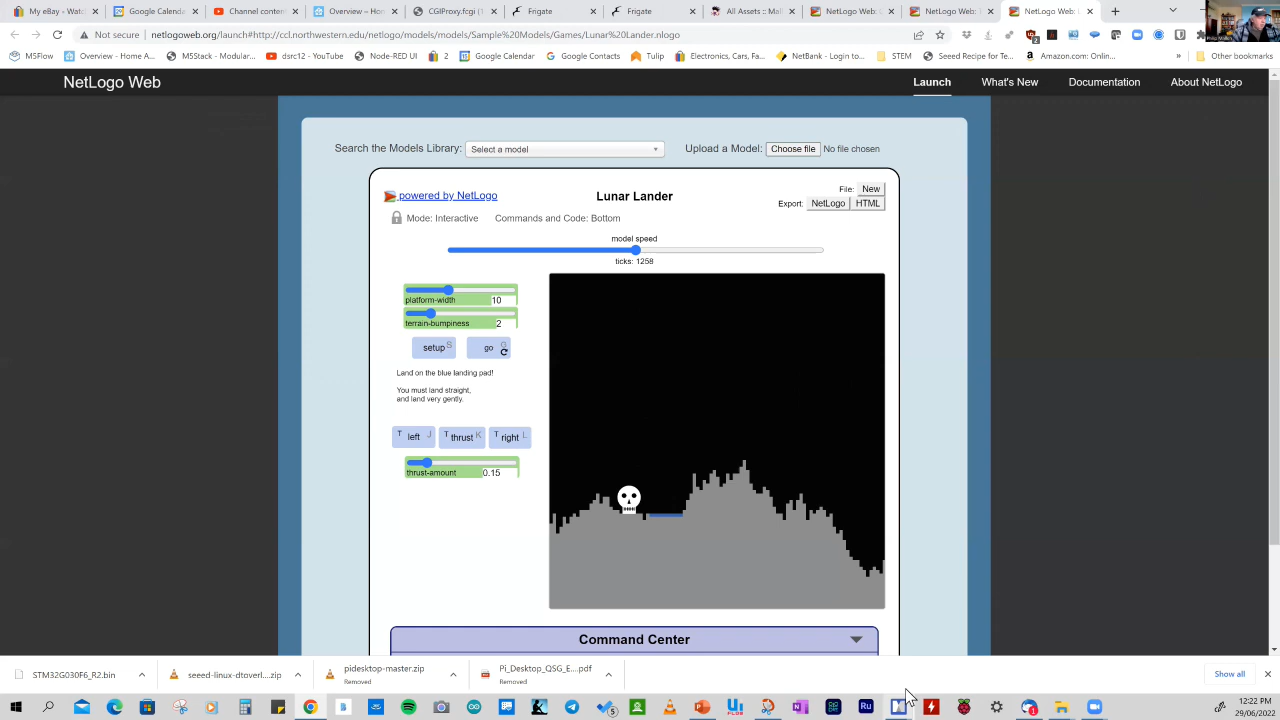 My eBay - Watch
Google Calenda
Channel content
Overview – Hom
CGIProxy.fcgi (
Frigate
Frigate
All Assets :: Mal
NetLogo Web:
NetLogo Web:
NetLogo Web: L
Not secure
netlogoweb.org/launch#http://ccl.northwestern.edu/netlogo/models/models/Sample%20Models/Games/Lunar%20Lander.nlogo
M5Flow
Overview - Home A...
M5Stack - Modular...
dsrc12 - YouTube
Node-RED UI
2
Google Calendar
Google Contacts
Tulip
Electronics, Cars, Fa...
NetBank - Login to...
STEM
Seeed Recipe for Te...
Amazon.com: Onlin...
Other bookmarks
NetLogo Web
Launch
What's New
Documentation
About NetLogo
Search the Models Library:
Select a model
Upload a Model:
Choose file
No file chosen
powered by NetLogo
Lunar Lander
File:
New
Export:
NetLogo
HTML
Mode: Interactive
Commands and Code: Bottom
model speed
ticks: 1258
platform-width
10
terrain-bumpiness
2
setup
S
go
G
Land on the blue landing pad!
You must land straight,
and land very gently.
T
left
J
T
thrust
K
T
right
L
thrust-amount
0.15
Command Center
STM32G030F6_R2.bin
seeed-linux-dtoverl....zip
pidesktop-master.zip
Removed
Pi_Desktop_QSG_E....pdf
Removed
Show all
12:22 PM
29/06/2022